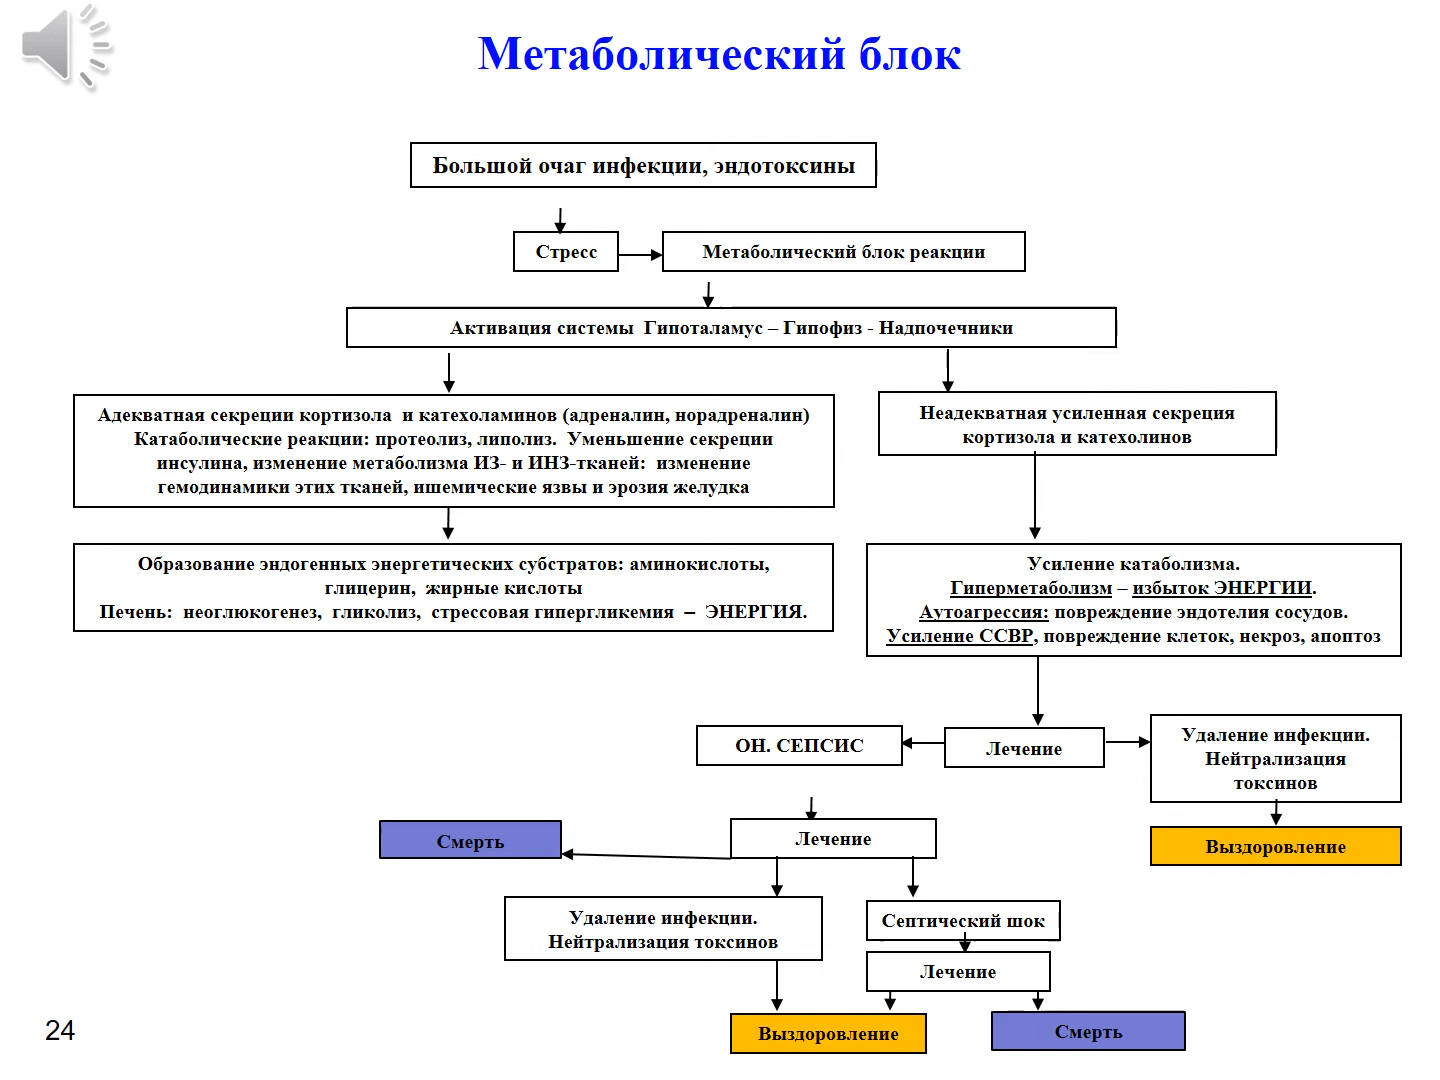 Метаболический блок
Большой очаг инфекции, эндотоксины
Стресс
Метаболический блок реакции
Активация системы Гипоталамус – Гипофиз - Надпочечники
Адекватная секреции кортизола и катехоламинов (адреналин, норадреналин)
Катаболические реакции: протеолиз, липолиз. Уменьшение секреции
инсулина, изменение метаболизма ИЗ- и ИНЗ-тканей: изменение
гемодинамики этих тканей, ишемические язвы и эрозия желудка
Неадекватная усиленная секреция
кортизола и катехолинов
Образование эндогенных энергетических субстратов: аминокислоты,
глицерин, жирные кислоты
Печень: неоглюкогенез, гликолиз, стрессовая гипергликемия – ЭНЕРГИЯ.
Усиление катаболизма.
Гиперметаболизм – избыток ЭНЕРГИИ.
Аутоагрессия: повреждение эндотелия сосудов.
Усиление ССВР, повреждение клеток, некроз, апоптоз
ОН. СЕПСИС
Лечение
Удаление инфекции.
Нейтрализация
токсинов
Смерть
Лечение
Выздоровление
Удаление инфекции.
Нейтрализация токсинов
Септический шок
Лечение
Выздоровление
Смерть
24